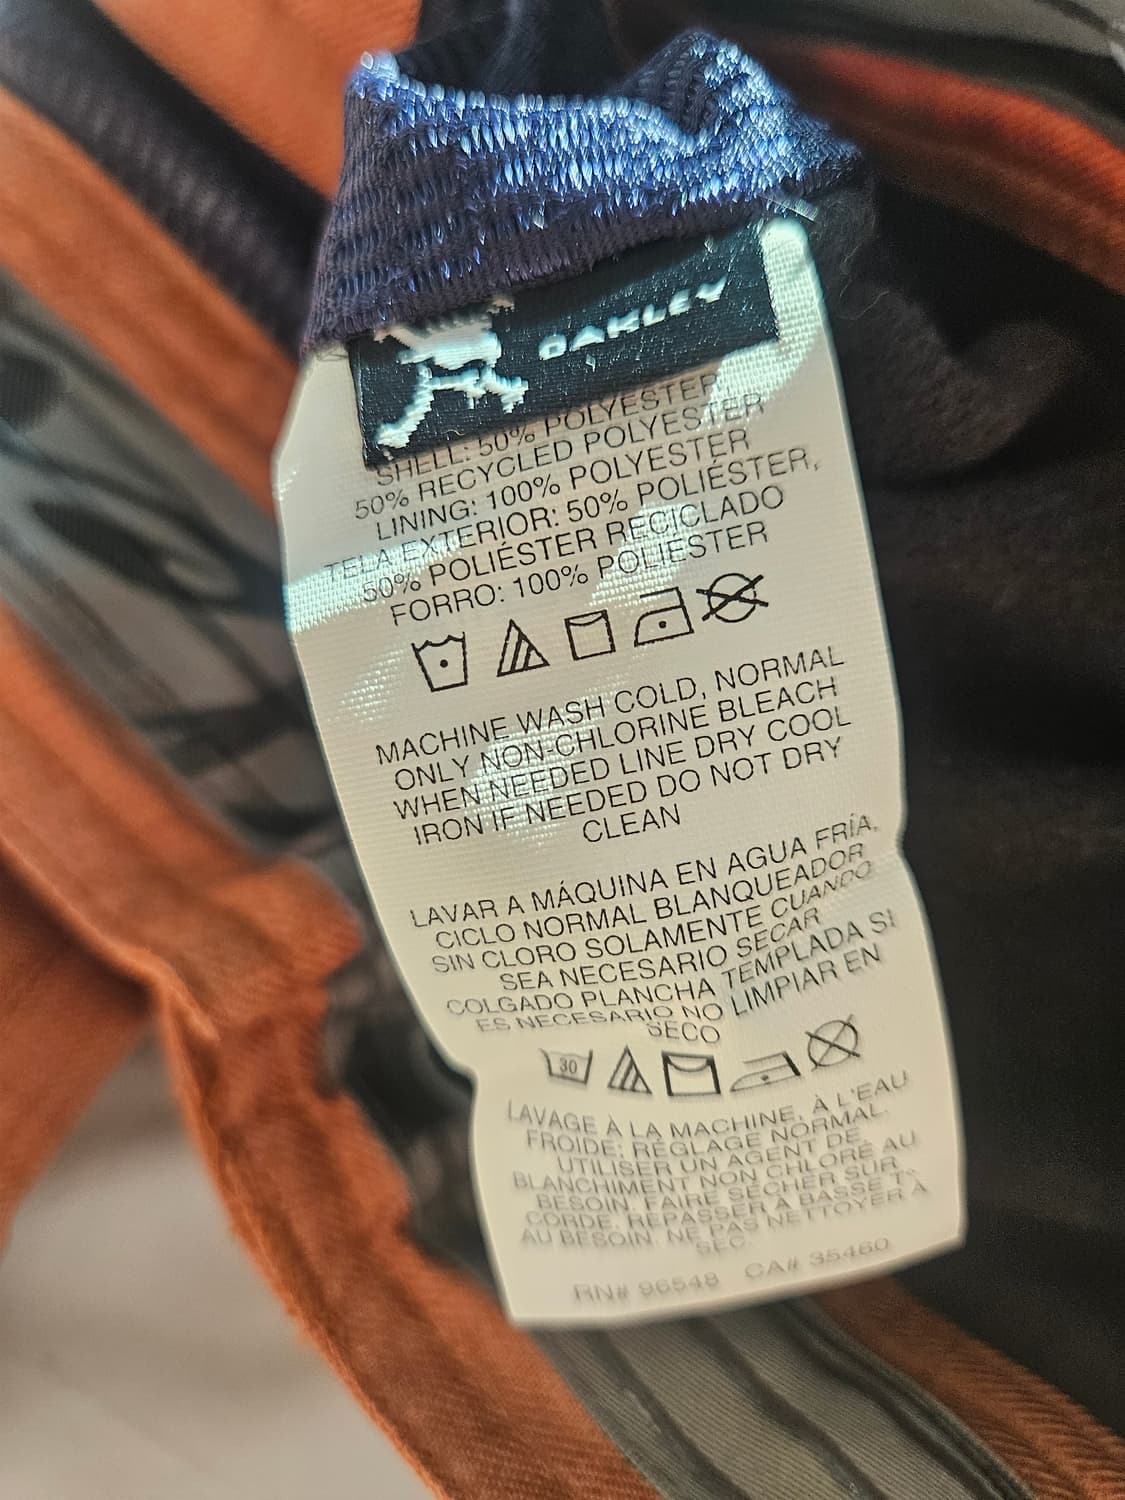 OAKLEY
SHELL: 50% POLYESTER
50% RECYCLED POLYESTER
LINING: 100% POLYESTER
TELA EXTERIOR: 50% POLIÉSTER,
50% POLIÉSTER RECICLADO
FORRO: 100% POLIÉSTER
MACHINE WASH COLD, NORMAL
ONLY NON-CHLORINE BLEACH
WHEN NEEDED LINE DRY COOL
IRON IF NEEDED DO NOT DRY
CLEAN
LAVAR A MÁQUINA EN AGUA FRÍA,
CICLO NORMAL BLANQUEADOR
SIN CLORO SOLAMENTE CUANDO
SEA NECESARIO SECAR
COLGADO PLANCHA TEMPLADA SI
ES NECESARIO NO LIMPIAR EN
SECO
30
LAVAGE À LA MACHINE, À L'EAU
FROIDE; RÉGLAGE NORMAL.
UTILISER UN AGENT DE
BLANCHIMENT NON CHLORÉ AU
BESOIN. FAIRE SÉCHER SUR
CORDE. REPASSER À BASSE T°
AU BESOIN. NE PAS NETTOYER À
SEC.
RN# 96548 CA# 35460